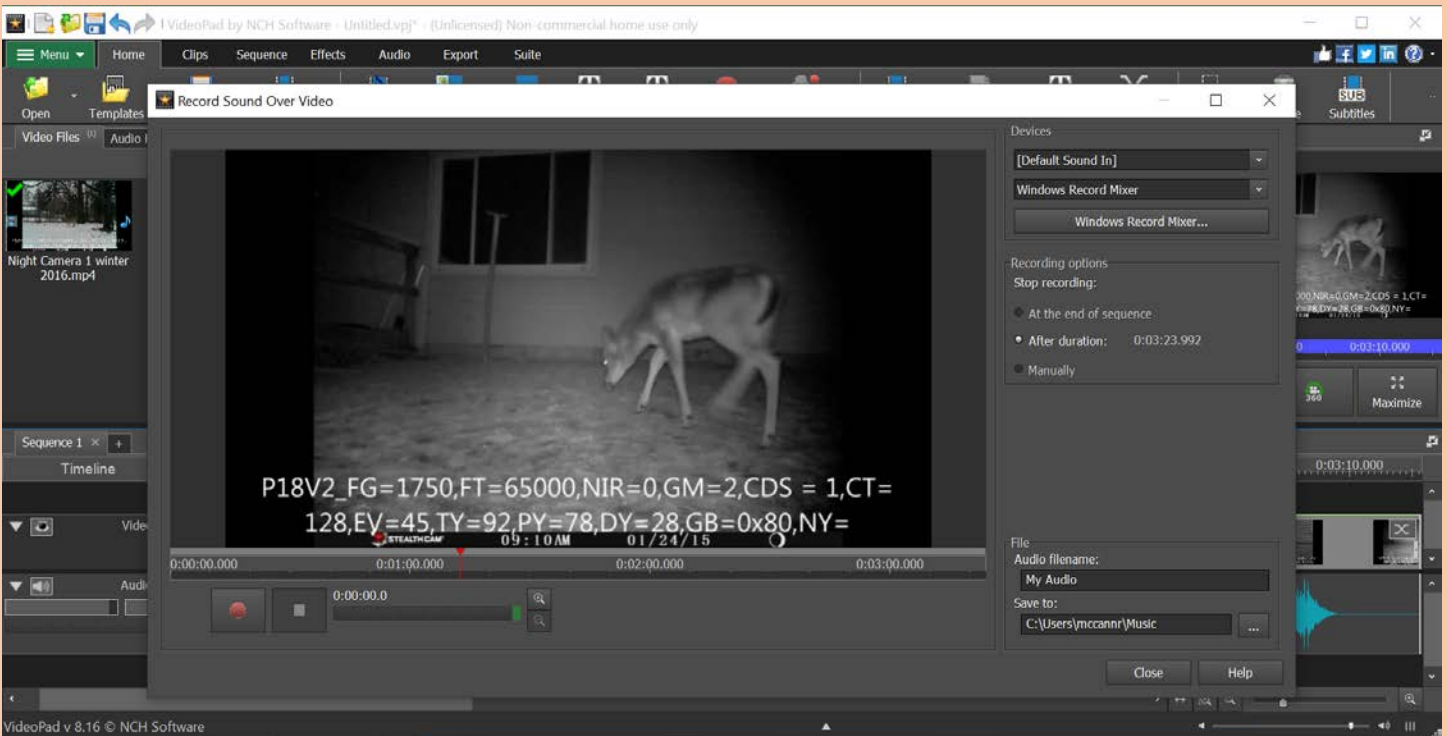 VideoPad by NCH Software - Untitled.vpj* - (Unlicensed) Non-commercial home use only
Menu Home Clips Sequence Effects Audio Export Suite
Open Templates Subtitles
SUB
Record Sound Over Video
Video Files (1) Audio
Night Camera 1 winter
2016.mp4
P18V2_FG=1750,FT=65000,NIR=0,GM=2,CDS = 1,CT=
128,EV=45,TY=92,PY=78,DY=28,GB=0x80,NY=
STEALTHCAM 09:10AM 01/24/15
0:00:00.000 0:01:00.000 0:02:00.000 0:03:00.000
0:00:00.0
Devices
[Default Sound In]
Windows Record Mixer
Windows Record Mixer...
Recording options
Stop recording:
At the end of sequence
After duration: 0:03:23.992
Manually
File
Audio filename:
My Audio
Save to:
C:\Users\mccannr\Music
...
Close Help
0:03:10.000
360
Maximize
Sequence 1 × +
Timeline
0:03:10.000
VideoPad v 8.16 © NCH Software